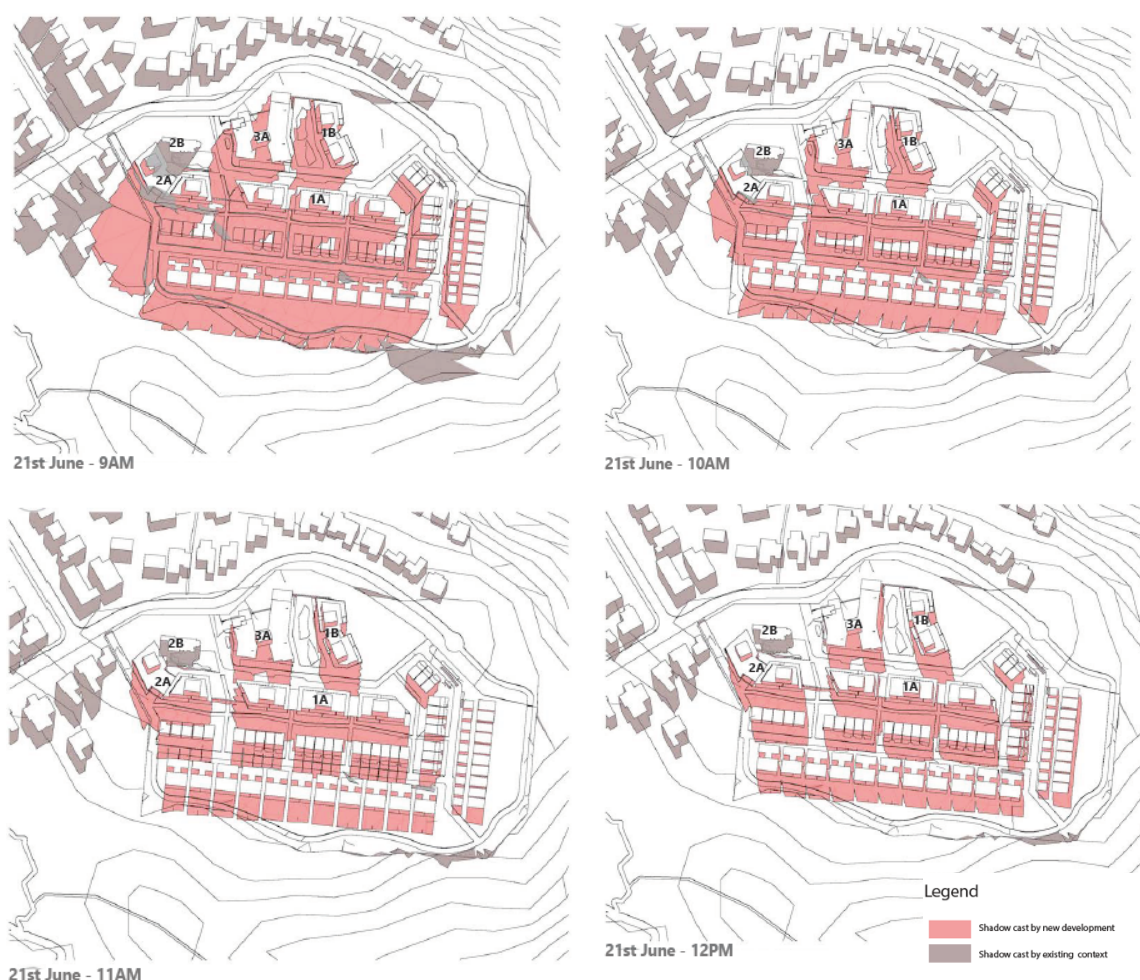 2B
3A
1B
2A
1A
21st June - 9AM
2B
3A
1B
2A
1A
21st June - 10AM
2B
3A
1B
2A
1A
21st June - 11AM
2B
3A
1B
2A
1A
21st June - 12PM
Legend
Shadow cast by new development
Shadow cast by existing context